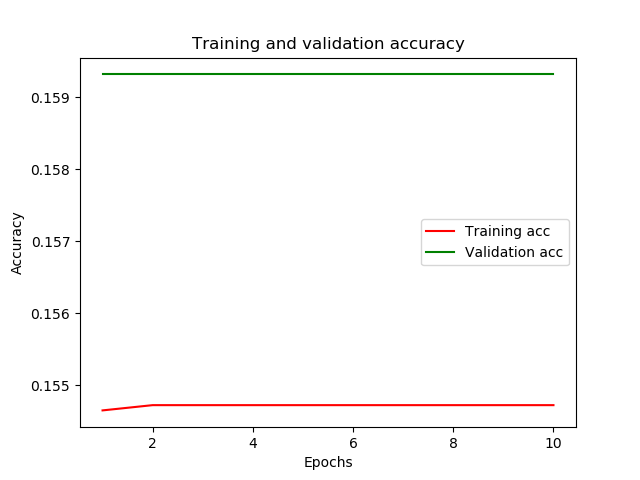 Training and validation accuracy
0.159
0.158
0.157
0.156
0.155
Accuracy
Training acc
Validation acc
2 4 6 8 10
Epochs